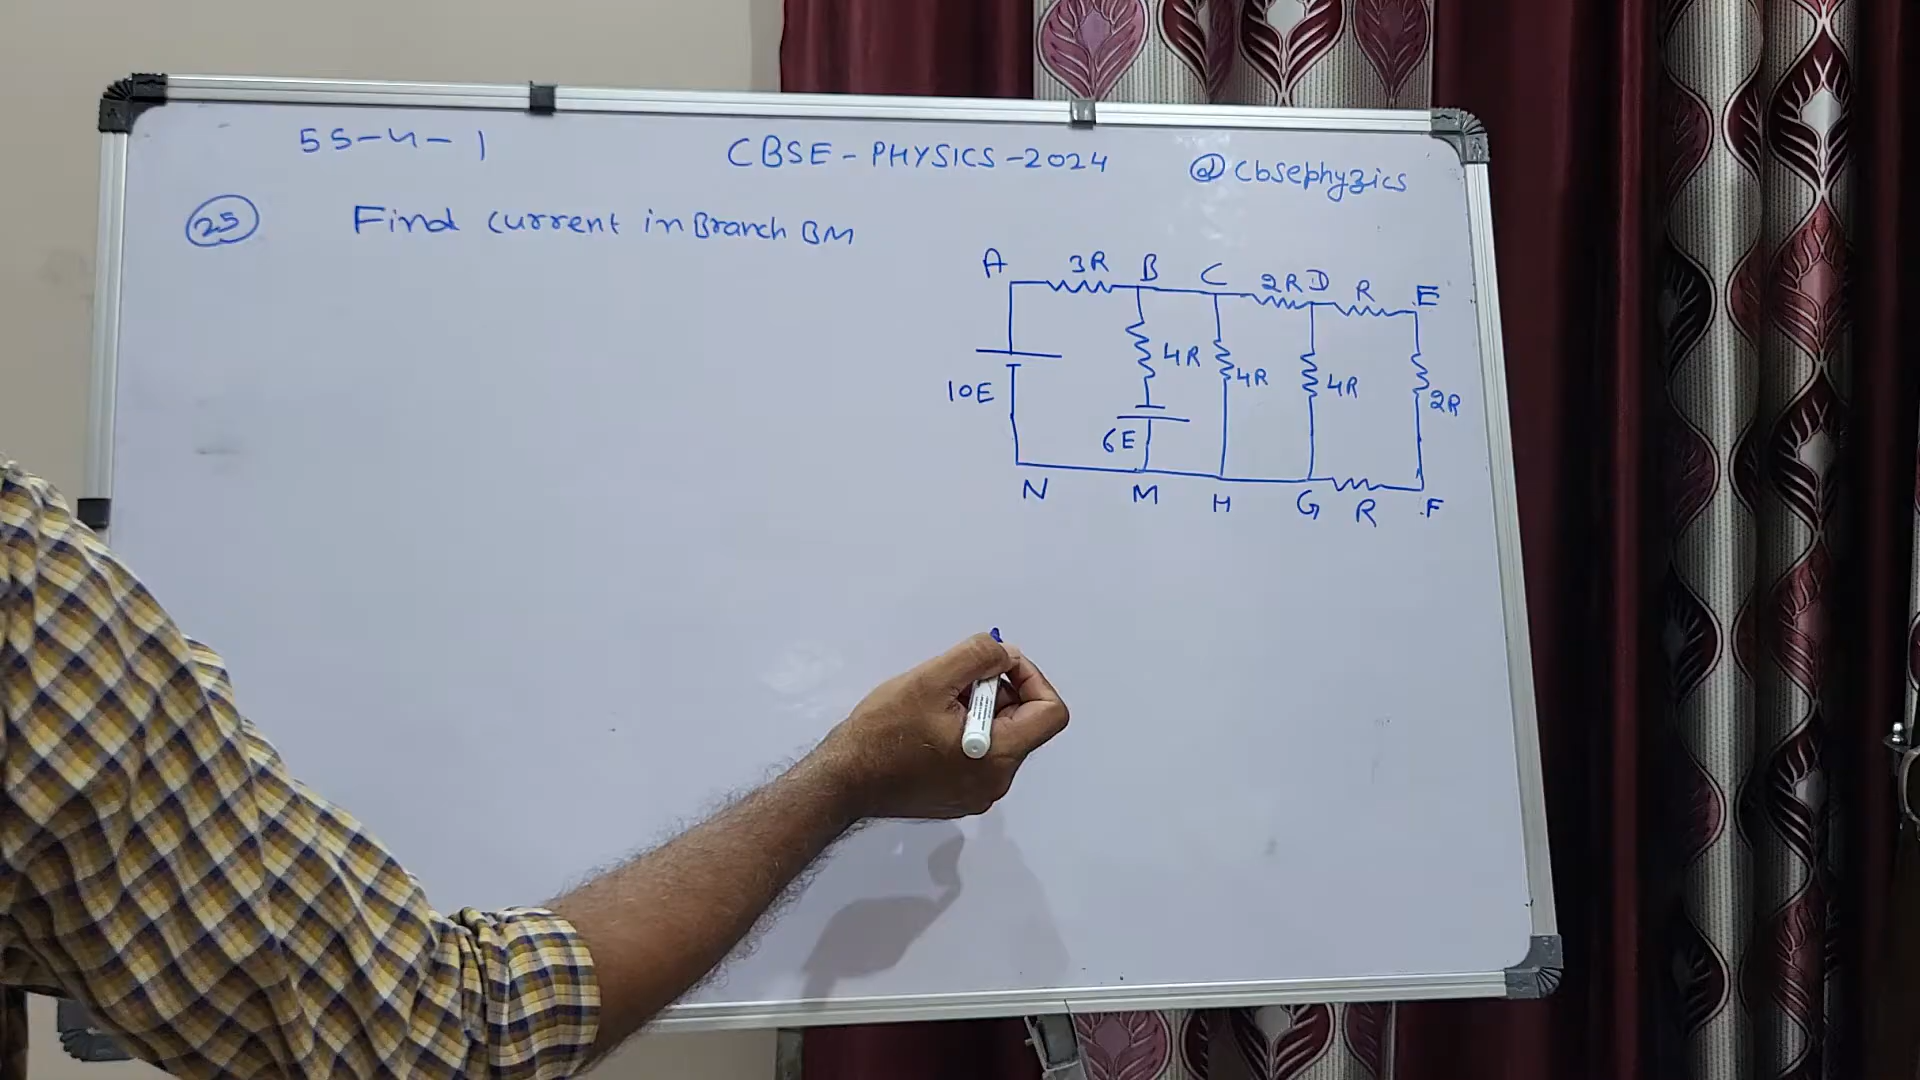 55-4-1
CBSE - PHYSICS - 2024
@cbsephyzics
25 Find current in Branch BM
A 3R B C 2R D R E
4R 4R 4R 2R
10E
6E
N M H G R F